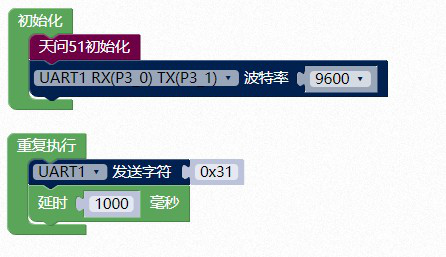 初始化
天问51初始化
UART1 RX(P3_0) TX(P3_1) 波特率 9600
重复执行
UART1 发送字符 0x31
延时 1000 毫秒